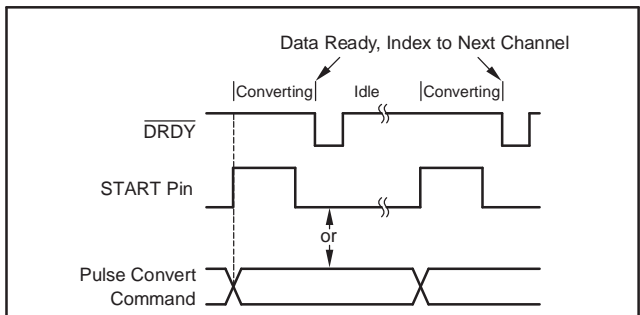 Data Ready, Index to Next Channel
Converting Idle Converting
DRDY
START Pin
or
Pulse Convert
Command